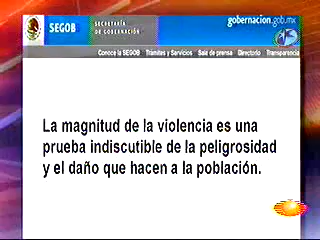 SEGOB
SECRETARÍA
DE GOBERNACIÓN
gobernacion.gob.mx
Conoce la SEGOB Trámites y Servicios Sala de prensa Directorio Transparencia
La magnitud de la violencia es una
prueba indiscutible de la peligrosidad
y el daño que hacen a la población.